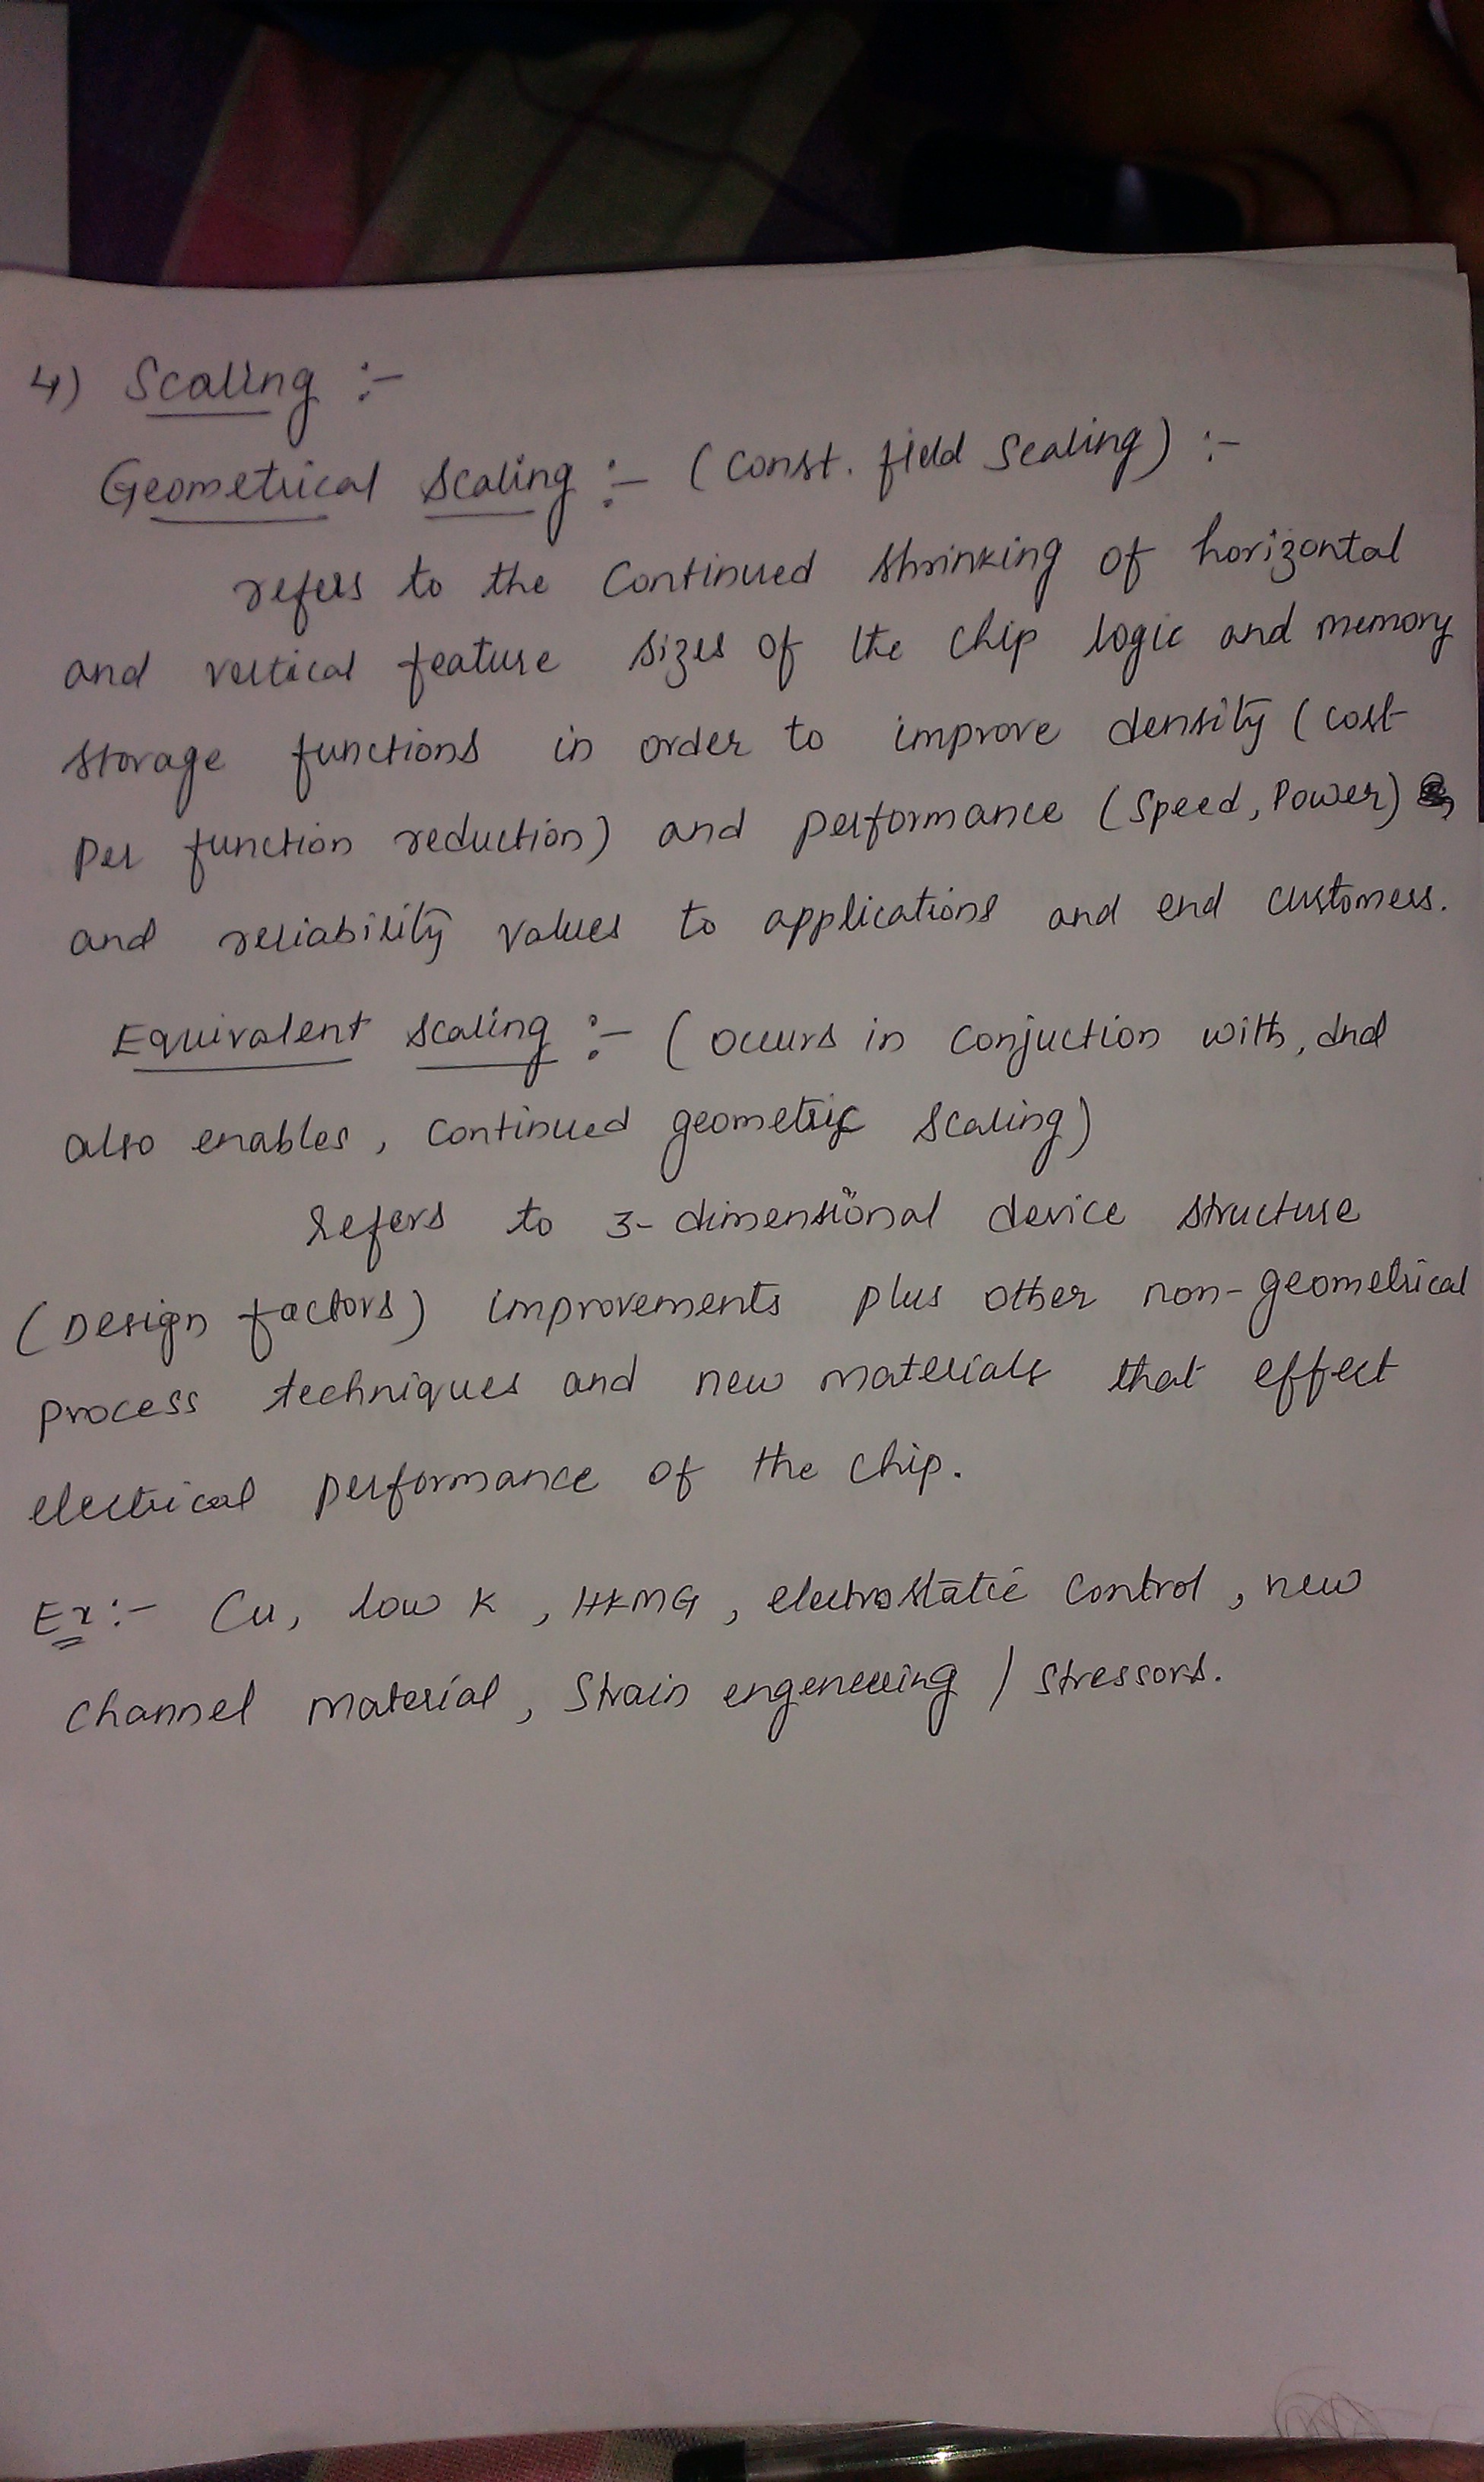 4) Scaling :-
Geometrical Scaling :- (Const. field Scaling) :-
refers to the Continued shrinking of horizontal
and vertical feature sizes of the chip logic and memory
storage functions in order to improve density (cost
per function reduction) and performance (Speed, Power)
and reliability values to applications and end customers.
Equivalent Scaling :- (occurs in conjuction with, and
also enables, continued geometric Scaling)
Refers to 3-dimensional device structure
(Design factors) improvements plus other non-geometrical
process techniques and new materials that effect
electrical performance of the chip.
Ex :- Cu, low K, HKMG, electrostatic control, new
channel material, Strain engeneering / stressors.